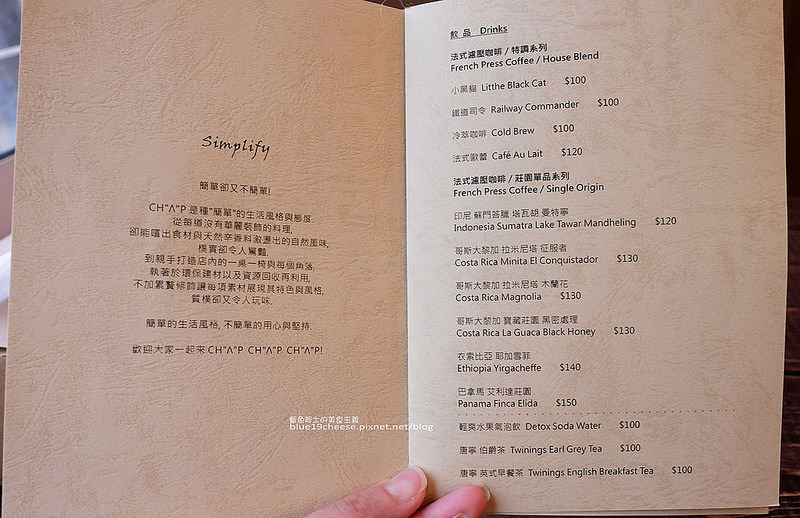 Simplify
簡單卻又不簡單!
CH"A"P 是種"簡單"的生活風格與態度.
從每道沒有華麗裝飾的料理,
卻能嚐出食材與天然辛香料激盪出的自然風味,
樸實卻令人驚豔.
到親手打造店內的一桌一椅與每個角落,
執著於環保建材以及資源回收再利用,
不加累贅修飾讓每項素材展現其特色與風格,
質樸卻又令人玩味.
簡單的生活風格, 不簡單的用心與堅持.
歡迎大家一起來 CH"A"P CH"A"P CH"A"P!
飲 品 Drinks
法式濾壓咖啡 / 特調系列
French Press Coffee / House Blend
小黑貓 Litthe Black Cat $100
鐵道司令 Railway Commander $100
冷萃咖啡 Cold Brew $100
法式歐蕾 Café Au Lait $120
法式濾壓咖啡 / 莊園單品系列
French Press Coffee / Single Origin
印尼 蘇門答臘 塔瓦胡 曼特寧
Indonesia Sumatra Lake Tawar Mandheling $120
哥斯大黎加 拉米尼塔 征服者
Costa Rica Minita El Conquistador $130
哥斯大黎加 拉米尼塔 木蘭花
Costa Rica Magnolia $130
哥斯大黎加 寶藏莊園 黑密處理
Costa Rica La Guaca Black Honey $130
衣索比亞 耶加雪菲
Ethiopia Yirgacheffe $140
巴拿馬 艾利達莊園
Panama Finca Elida $150
輕爽水果氣泡飲 Detox Soda Water $100
唐寧 伯爵茶 Twinings Earl Grey Tea $100
唐寧 英式早餐茶 Twinings English Breakfast Tea $100
藍色起士的美食主義
blue19cheese.pixnet.net/blog